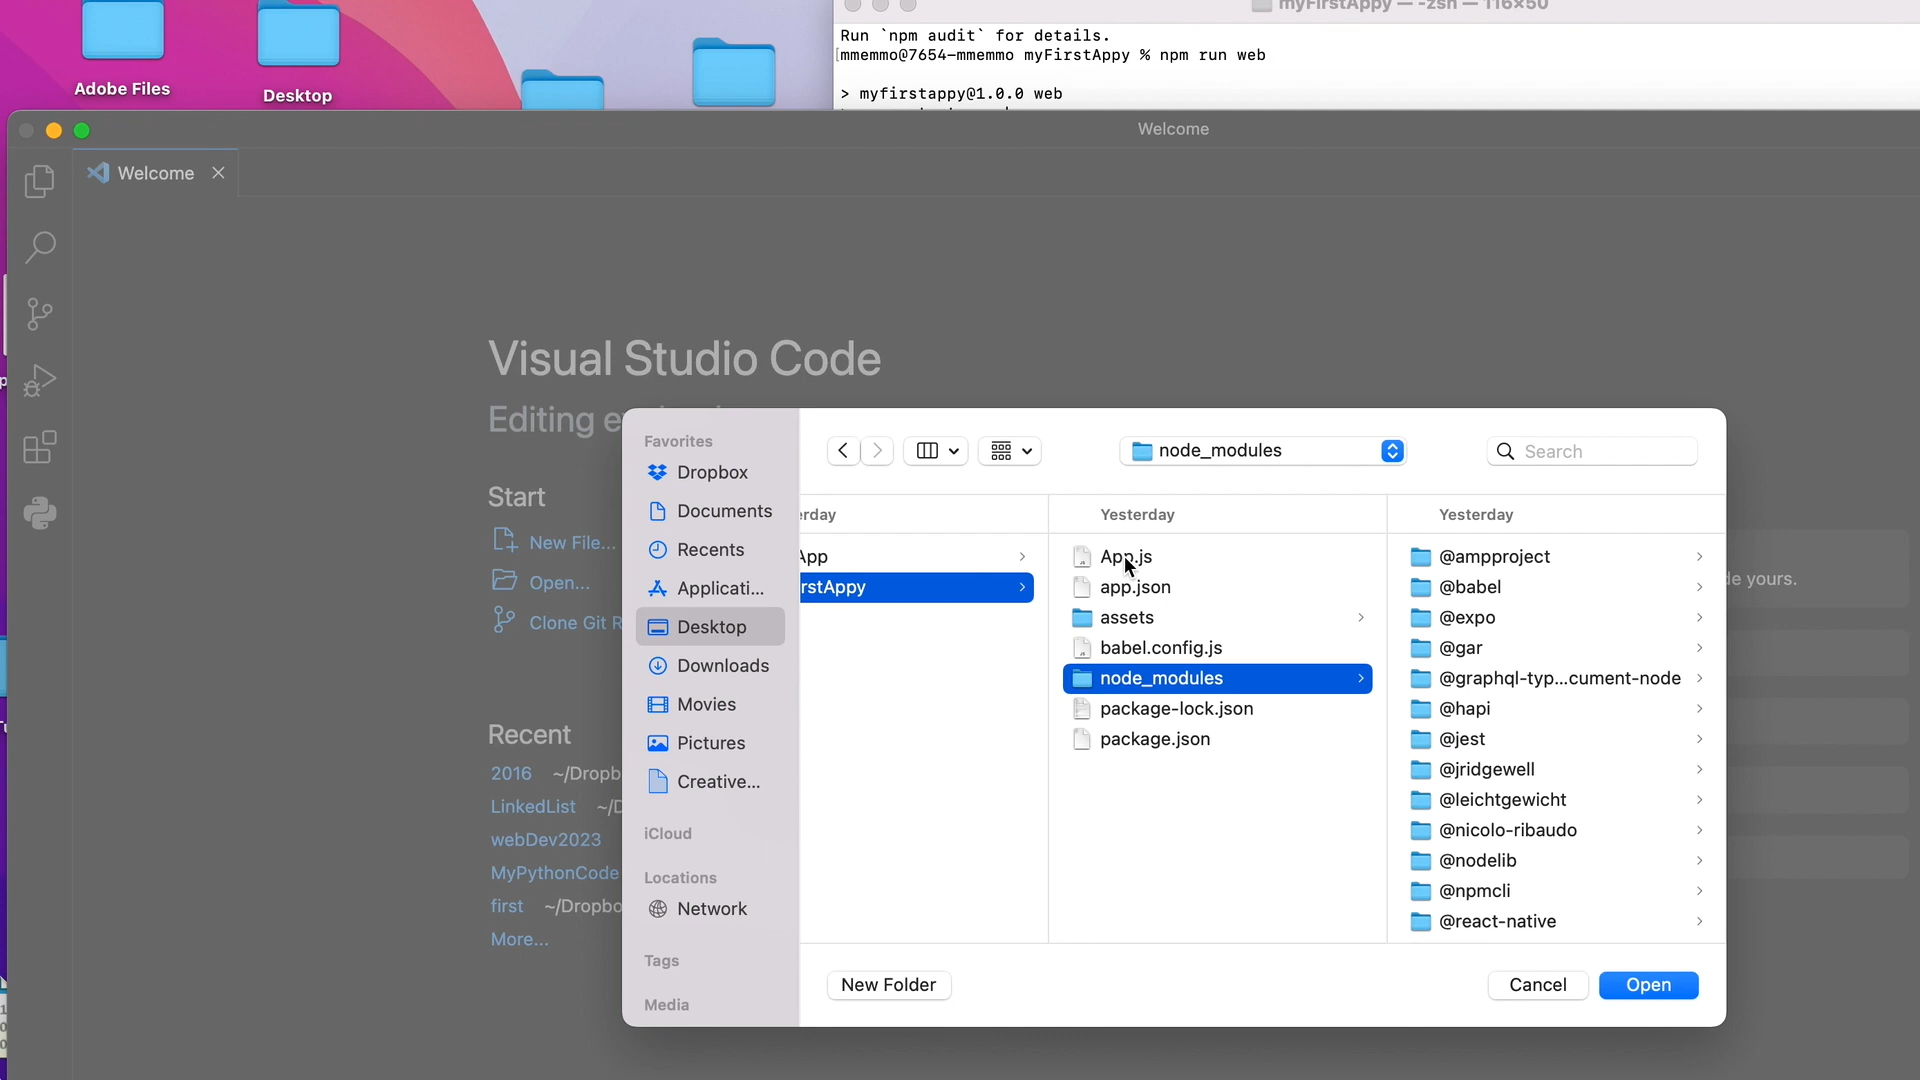 Adobe Files
Desktop
myFirstAppy — -zsh — 116×50
Run `npm audit` for details.
[mmemmo@7654-mmemmo myFirstAppy % npm run web
> myfirstappy@1.0.0 web
Welcome
Welcome
Visual Studio Code
Editing e
Start
New File...
Open...
Clone Git R
Recent
2016 ~/Dropb
LinkedList ~/D
webDev2023
MyPythonCode
first ~/Dropbo
More...
Favorites
Dropbox
Documents
Recents
Applicati...
Desktop
Downloads
Movies
Pictures
Creative...
iCloud
Locations
Network
Tags
Media
node_modules
Search
erday
App
rstAppy
Yesterday
App.js
app.json
assets
babel.config.js
node_modules
package-lock.json
package.json
Yesterday
@ampproject
@babel
@expo
@gar
@graphql-typ...cument-node
@hapi
@jest
@jridgewell
@leichtgewicht
@nicolo-ribaudo
@nodelib
@npmcli
@react-native
de yours.
New Folder
Cancel
Open